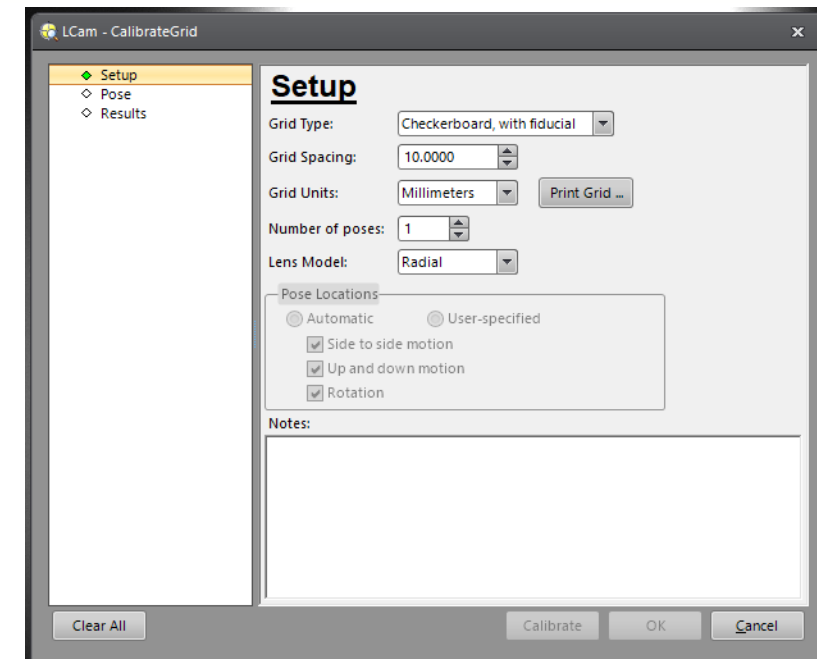 LCam - CalibrateGrid
Setup
Pose
Results
Setup
Grid Type: Checkerboard, with fiducial
Grid Spacing: 10.0000
Grid Units: Millimeters Print Grid ...
Number of poses: 1
Lens Model: Radial
Pose Locations
Automatic User-specified
Side to side motion
Up and down motion
Rotation
Notes:
Clear All Calibrate OK Cancel